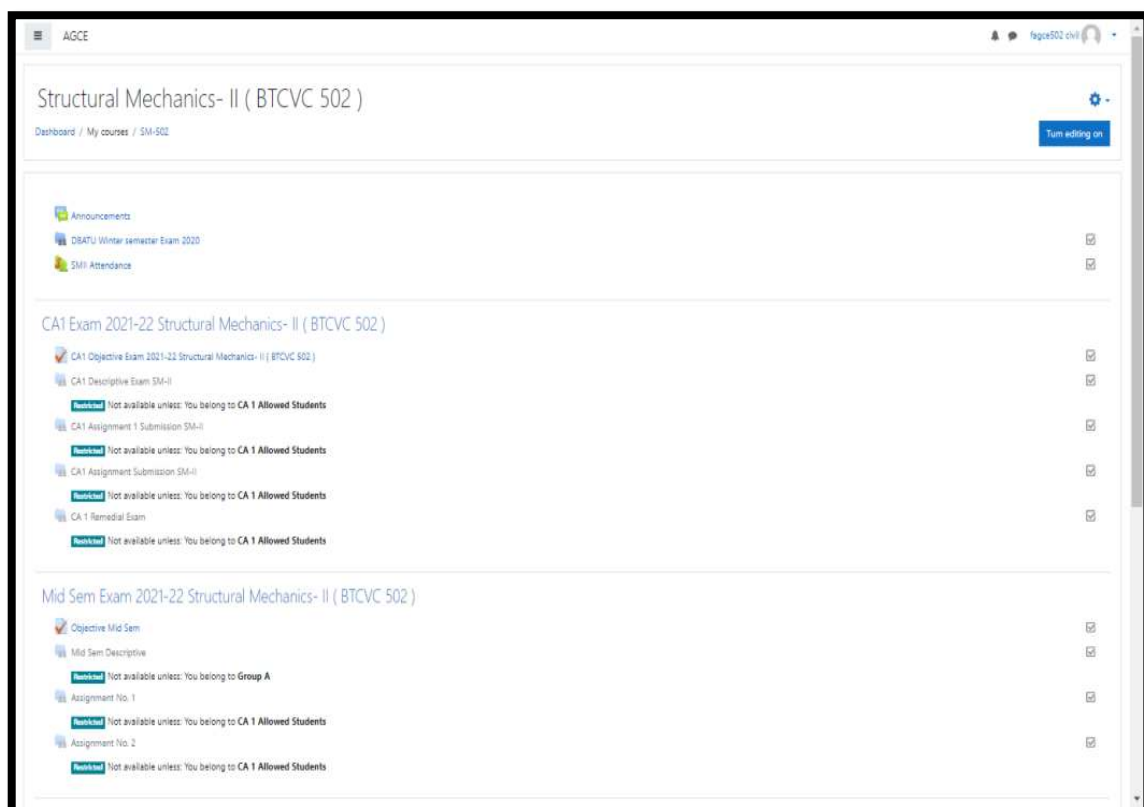 AGCE
fagce502 civil
Structural Mechanics- II ( BTCVC 502 )
Dashboard / My courses / SM-502
Turn editing on
Announcements
DBATU Winter semester Exam 2020
SMII Attendance
CA1 Exam 2021-22 Structural Mechanics- II ( BTCVC 502 )
CA1 Objective Exam 2021-22 Structural Mechanics- II ( BTCVC 502 )
CA1 Descriptive Exam SM-II
Restricted Not available unless: You belong to CA 1 Allowed Students
CA1 Assignment 1 Submission SM-II
Restricted Not available unless: You belong to CA 1 Allowed Students
CA1 Assignment Submission SM-II
Restricted Not available unless: You belong to CA 1 Allowed Students
CA 1 Remedial Exam
Restricted Not available unless: You belong to CA 1 Allowed Students
Mid Sem Exam 2021-22 Structural Mechanics- II ( BTCVC 502 )
Objective Mid Sem
Mid Sem Descriptive
Restricted Not available unless: You belong to Group A
Assignment No. 1
Restricted Not available unless: You belong to CA 1 Allowed Students
Assignment No. 2
Restricted Not available unless: You belong to CA 1 Allowed Students